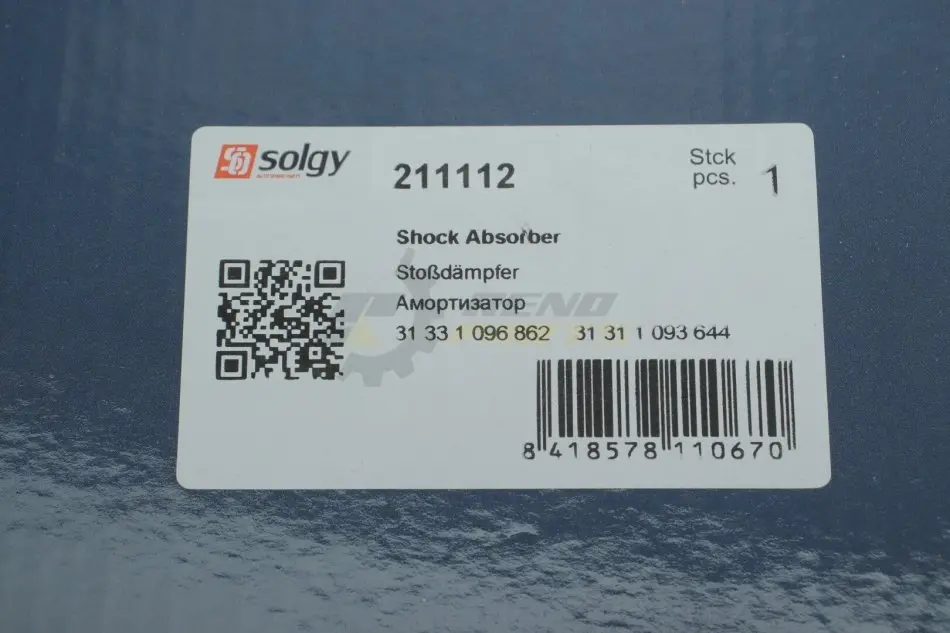 solgy
211112
Stck
pcs.
1
Shock Absorber
Stoßdämpfer
Амортизатор
31 33 1 096 862 31 31 1 093 644
8 418578 110670